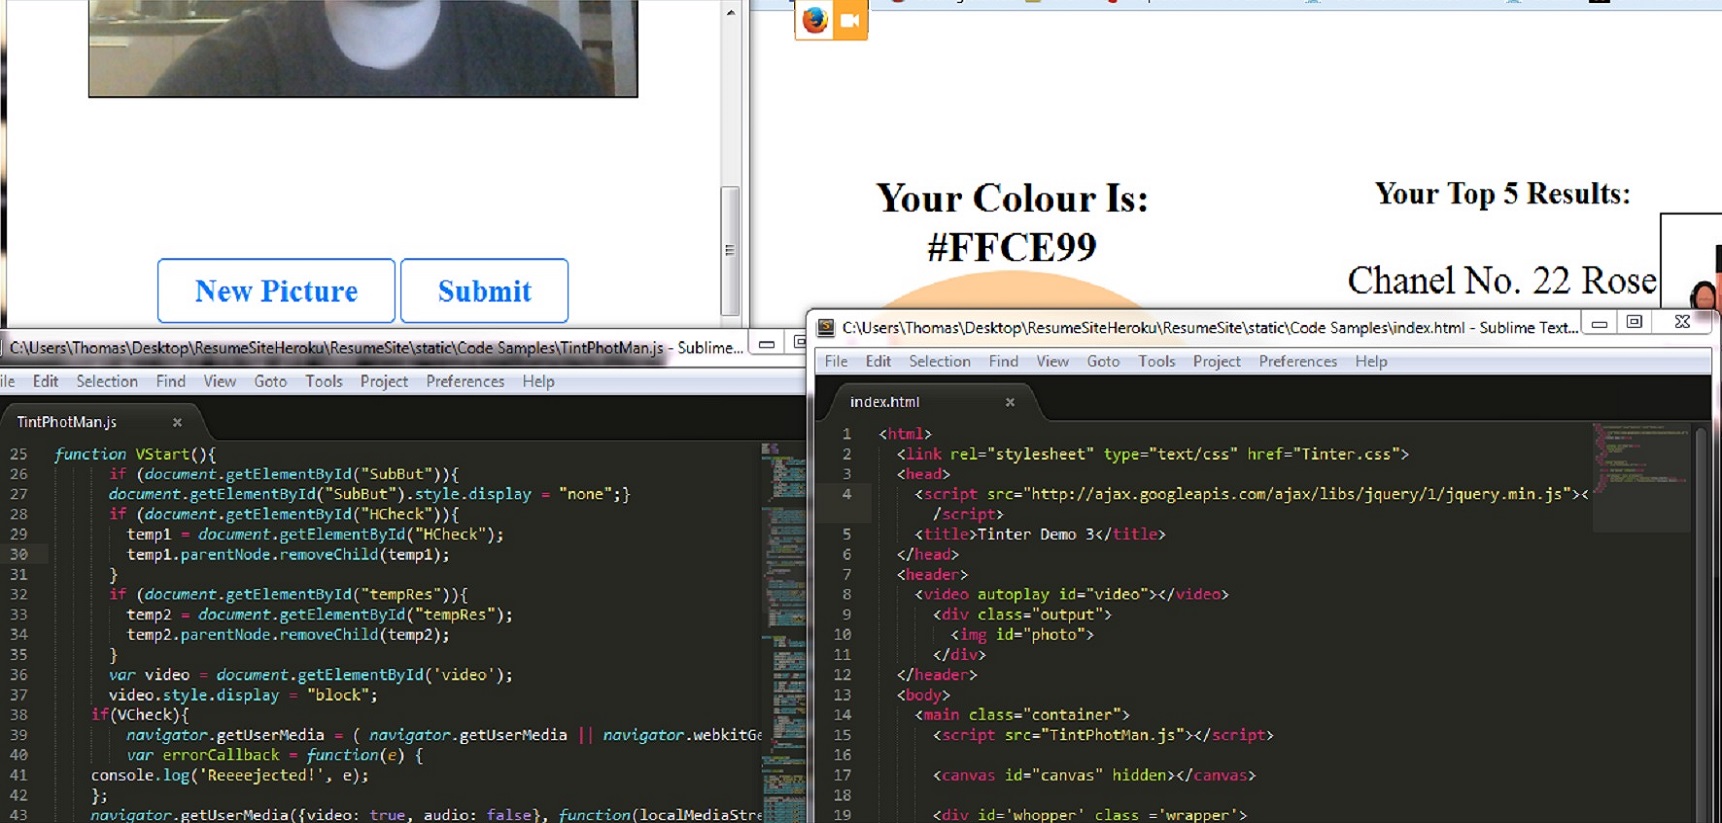 New Picture
Submit
Your Colour Is:
#FFCE99
Your Top 5 Results:
Chanel No. 22 Rose
C:\Users\Thomas\Desktop\ResumeSiteHeroku\ResumeSite\static\Code Samples\TintPhotMan.js - Sublime...
ile Edit Selection Find View Goto Tools Project Preferences Help
TintPhotMan.js
25 function VStart(){
26 if (document.getElementById("SubBut")){
27 document.getElementById("SubBut").style.display = "none";}
28 if (document.getElementById("HCheck")){
29 temp1 = document.getElementById("HCheck");
30 temp1.parentNode.removeChild(temp1);
31 }
32 if (document.getElementById("tempRes")){
33 temp2 = document.getElementById("tempRes");
34 temp2.parentNode.removeChild(temp2);
35 }
36 var video = document.getElementById('video');
37 video.style.display = "block";
38 if(VCheck){
39 navigator.getUserMedia = ( navigator.getUserMedia || navigator.webkitGe
40 var errorCallback = function(e) {
41 console.log('Reeeejected!', e);
42 };
43 navigator.getUserMedia({video: true, audio: false}, function(localMediaStre
C:\Users\Thomas\Desktop\ResumeSiteHeroku\ResumeSite\static\Code Samples\index.html - Sublime Text...
File Edit Selection Find View Goto Tools Project Preferences Help
index.html
1 <html>
2 <link rel="stylesheet" type="text/css" href="Tinter.css">
3 <head>
4 <script src="http://ajax.googleapis.com/ajax/libs/jquery/1/jquery.min.js"><
/script>
5 <title>Tinter Demo 3</title>
6 </head>
7 <header>
8 <video autoplay id="video"></video>
9 <div class="output">
10 <img id="photo">
11 </div>
12 </header>
13 <body>
14 <main class="container">
15 <script src="TintPhotMan.js"></script>
16
17 <canvas id="canvas" hidden></canvas>
18
19 <div id='whopper' class ='wrapper'>